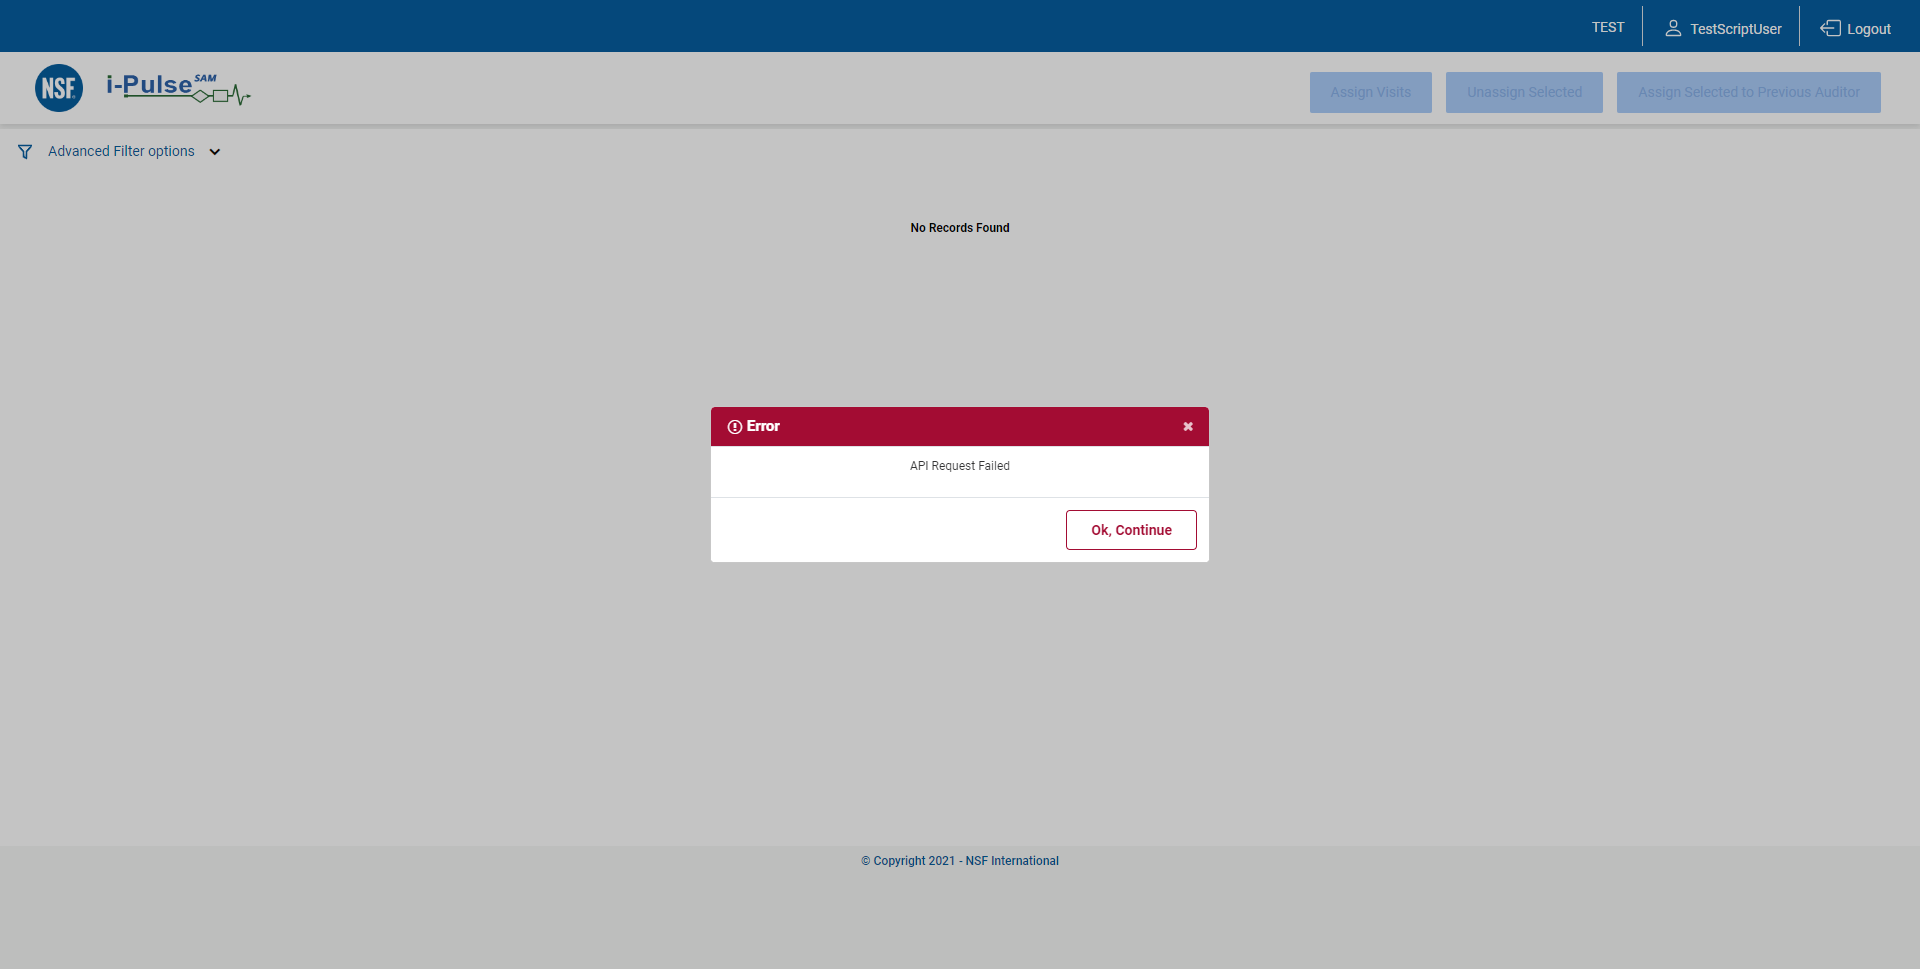 TEST
TestScriptUser
Logout
NSF
i-Pulse SAM
Assign Visits
Unassign Selected
Assign Selected to Previous Auditor
Advanced Filter options
No Records Found
Error
API Request Failed
Ok, Continue
© Copyright 2021 - NSF International